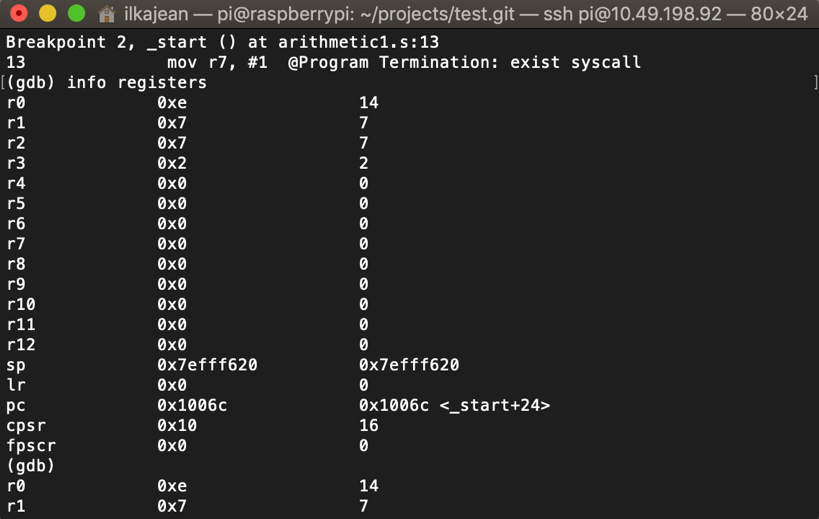 ilkajean — pi@raspberrypi: ~/projects/test.git — ssh pi@10.49.198.92 — 80×24
Breakpoint 2, _start () at arithmetic1.s:13
13              mov r7, #1  @Program Termination: exist syscall
[(gdb) info registers ]
r0             0xe                 14
r1             0x7                 7
r2             0x7                 7
r3             0x2                 2
r4             0x0                 0
r5             0x0                 0
r6             0x0                 0
r7             0x0                 0
r8             0x0                 0
r9             0x0                 0
r10            0x0                 0
r11            0x0                 0
r12            0x0                 0
sp             0x7efff620          0x7efff620
lr             0x0                 0
pc             0x1006c             0x1006c <_start+24>
cpsr           0x10                16
fpscr          0x0                 0
(gdb)
r0             0xe                 14
r1             0x7                 7